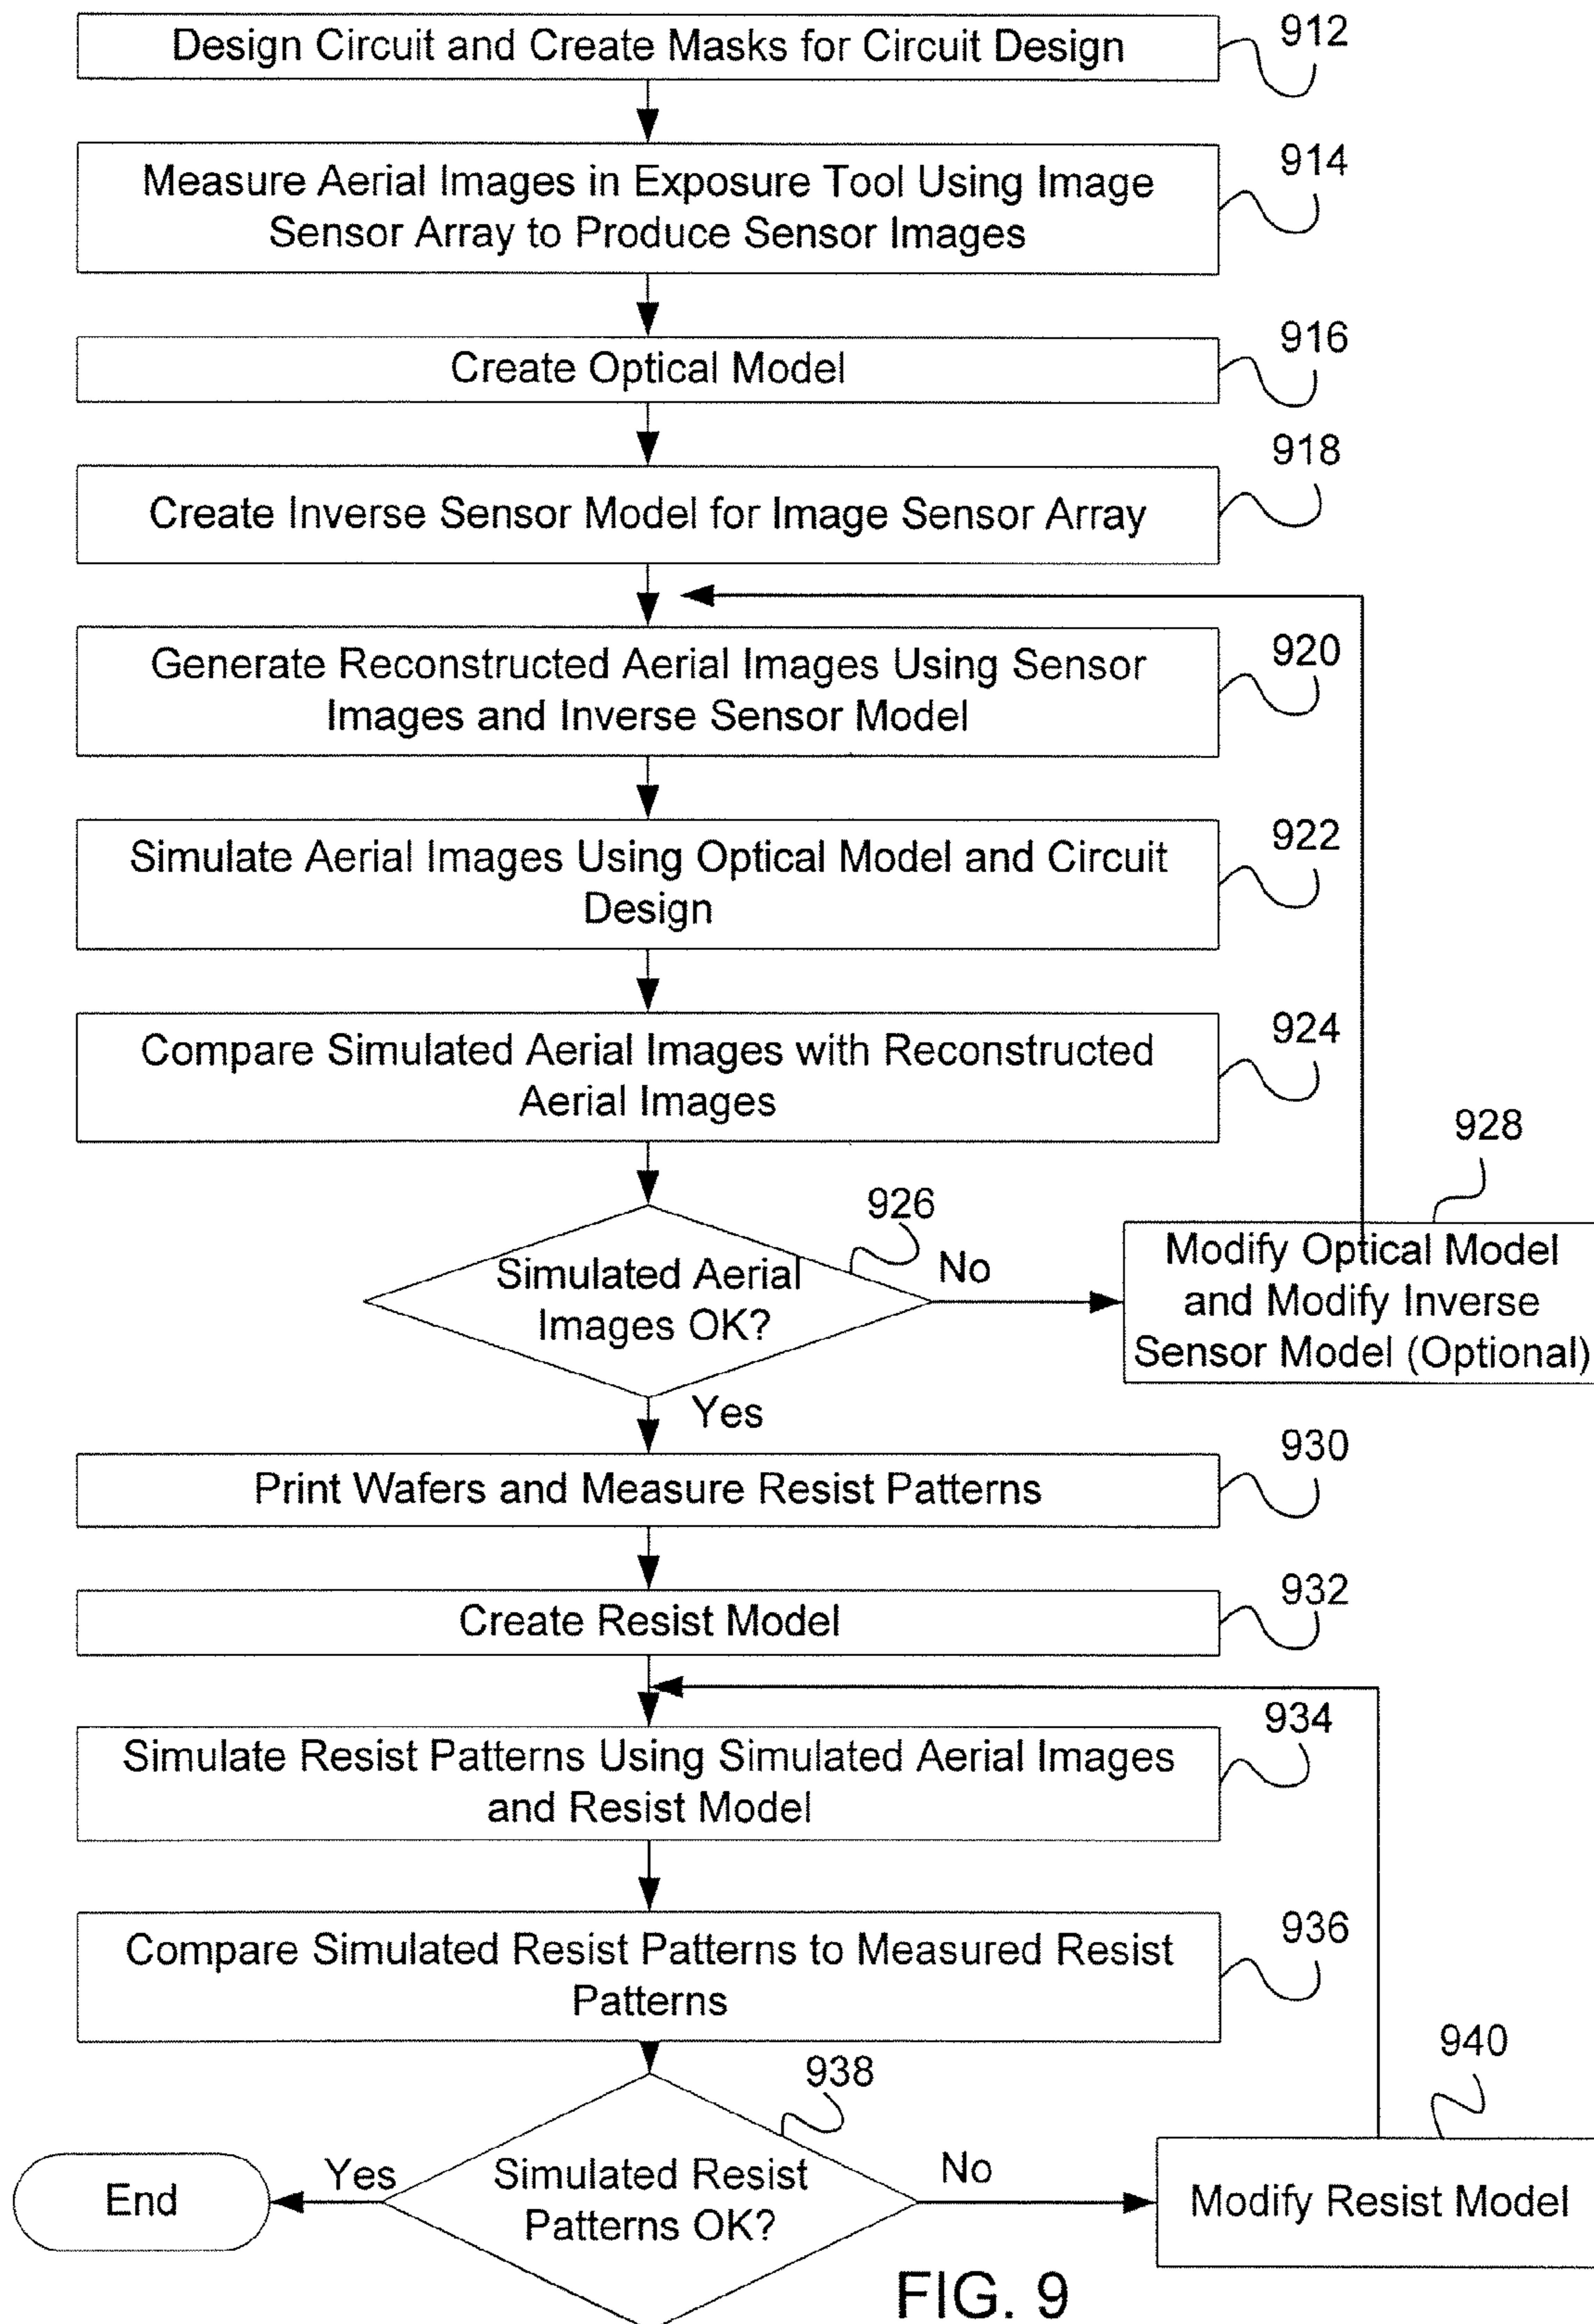 Design Circuit and Create Masks for Circuit Design
912
Measure Aerial Images in Exposure Tool Using Image
Sensor Array to Produce Sensor Images
914
Create Optical Model
916
Create Inverse Sensor Model for Image Sensor Array
918
Generate Reconstructed Aerial Images Using Sensor
Images and Inverse Sensor Model
920
Simulate Aerial Images Using Optical Model and Circuit
Design
922
Compare Simulated Aerial Images with Reconstructed
Aerial Images
924
Simulated Aerial
Images OK?
926
No
Modify Optical Model
and Modify Inverse
Sensor Model (Optional)
928
Yes
Print Wafers and Measure Resist Patterns
930
Create Resist Model
932
Simulate Resist Patterns Using Simulated Aerial Images
and Resist Model
934
Compare Simulated Resist Patterns to Measured Resist
Patterns
936
Simulated Resist
Patterns OK?
938
No
Modify Resist Model
940
Yes
End
FIG. 9